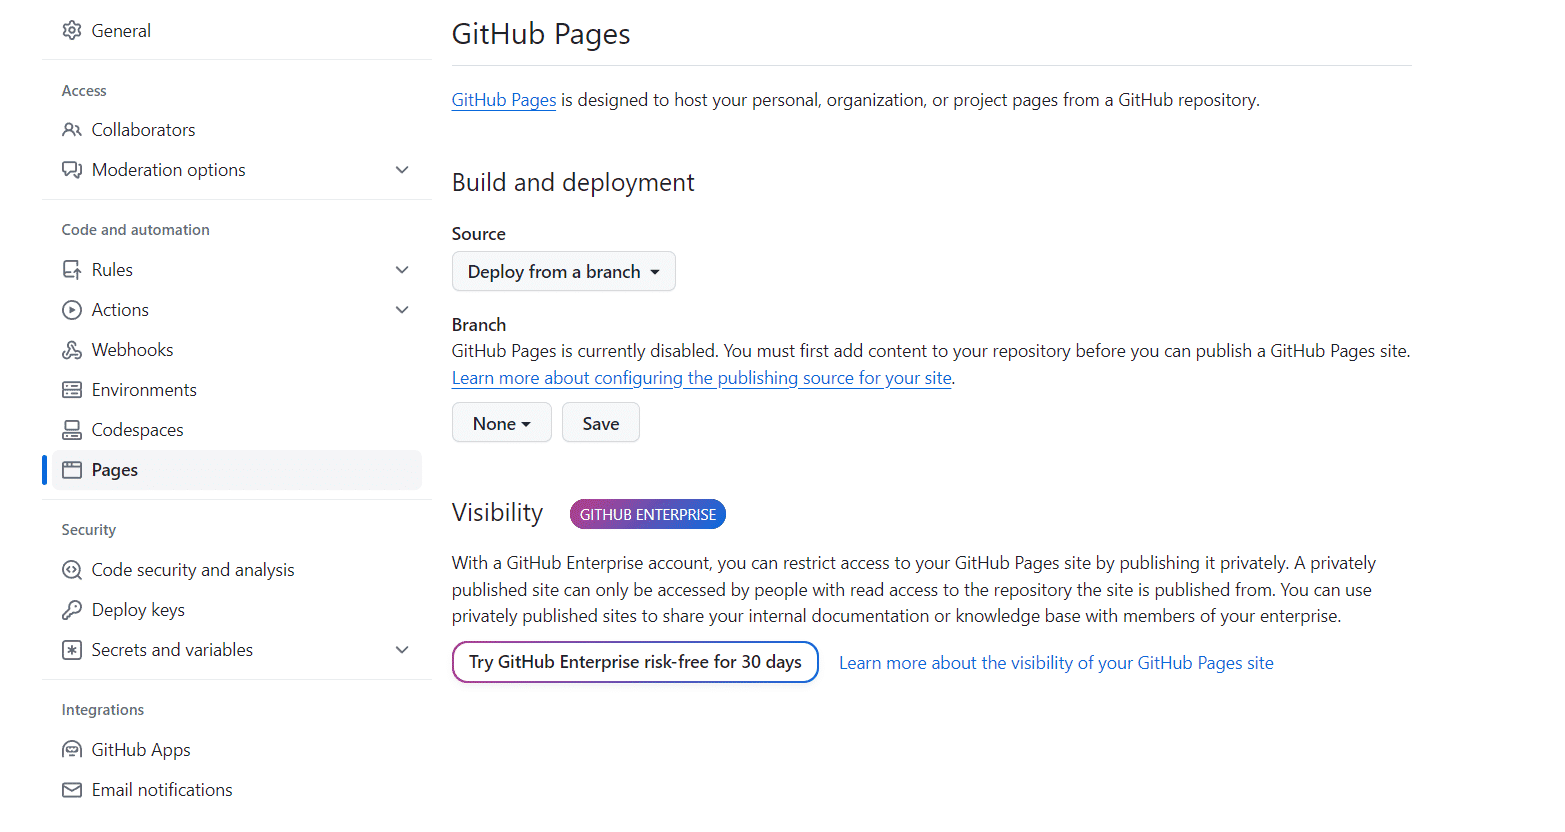 General
Access
Collaborators
Moderation options
Code and automation
Rules
Actions
Webhooks
Environments
Codespaces
Pages
Security
Code security and analysis
Deploy keys
Secrets and variables
Integrations
GitHub Apps
Email notifications
GitHub Pages
GitHub Pages is designed to host your personal, organization, or project pages from a GitHub repository.
Build and deployment
Source
Deploy from a branch
Branch
GitHub Pages is currently disabled. You must first add content to your repository before you can publish a GitHub Pages site.
Learn more about configuring the publishing source for your site.
None
Save
Visibility
GITHUB ENTERPRISE
With a GitHub Enterprise account, you can restrict access to your GitHub Pages site by publishing it privately. A privately
published site can only be accessed by people with read access to the repository the site is published from. You can use
privately published sites to share your internal documentation or knowledge base with members of your enterprise.
Try GitHub Enterprise risk-free for 30 days
Learn more about the visibility of your GitHub Pages site